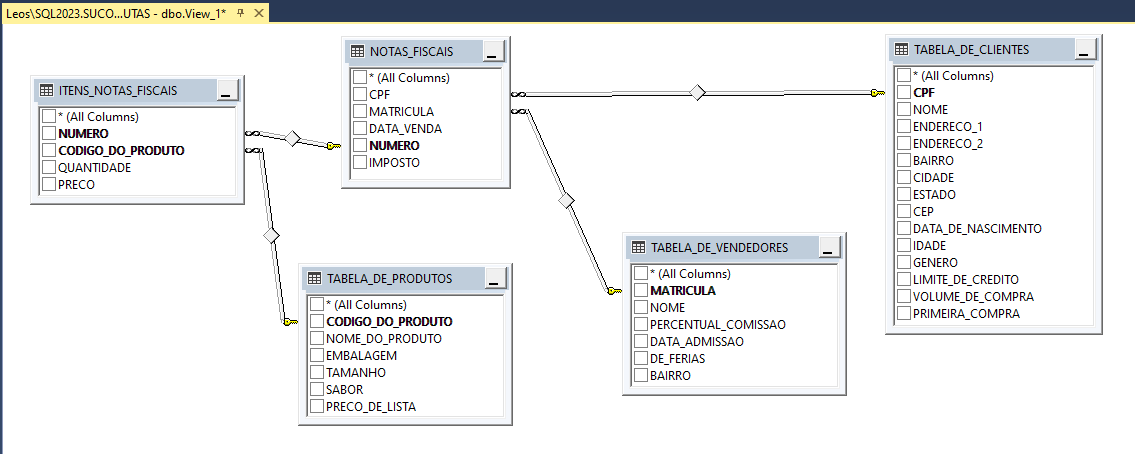 Leos\SQL2023.SUCO...UTAS - dbo.View_1*
ITENS_NOTAS_FISCAIS
* (All Columns)
NUMERO
CODIGO_DO_PRODUTO
QUANTIDADE
PRECO
NOTAS_FISCAIS
* (All Columns)
CPF
MATRICULA
DATA_VENDA
NUMERO
IMPOSTO
TABELA_DE_CLIENTES
* (All Columns)
CPF
NOME
ENDERECO_1
ENDERECO_2
BAIRRO
CIDADE
ESTADO
CEP
DATA_DE_NASCIMENTO
IDADE
GENERO
LIMITE_DE_CREDITO
VOLUME_DE_COMPRA
PRIMEIRA_COMPRA
TABELA_DE_PRODUTOS
* (All Columns)
CODIGO_DO_PRODUTO
NOME_DO_PRODUTO
EMBALAGEM
TAMANHO
SABOR
PRECO_DE_LISTA
TABELA_DE_VENDEDORES
* (All Columns)
MATRICULA
NOME
PERCENTUAL_COMISSAO
DATA_ADMISSAO
DE_FERIAS
BAIRRO